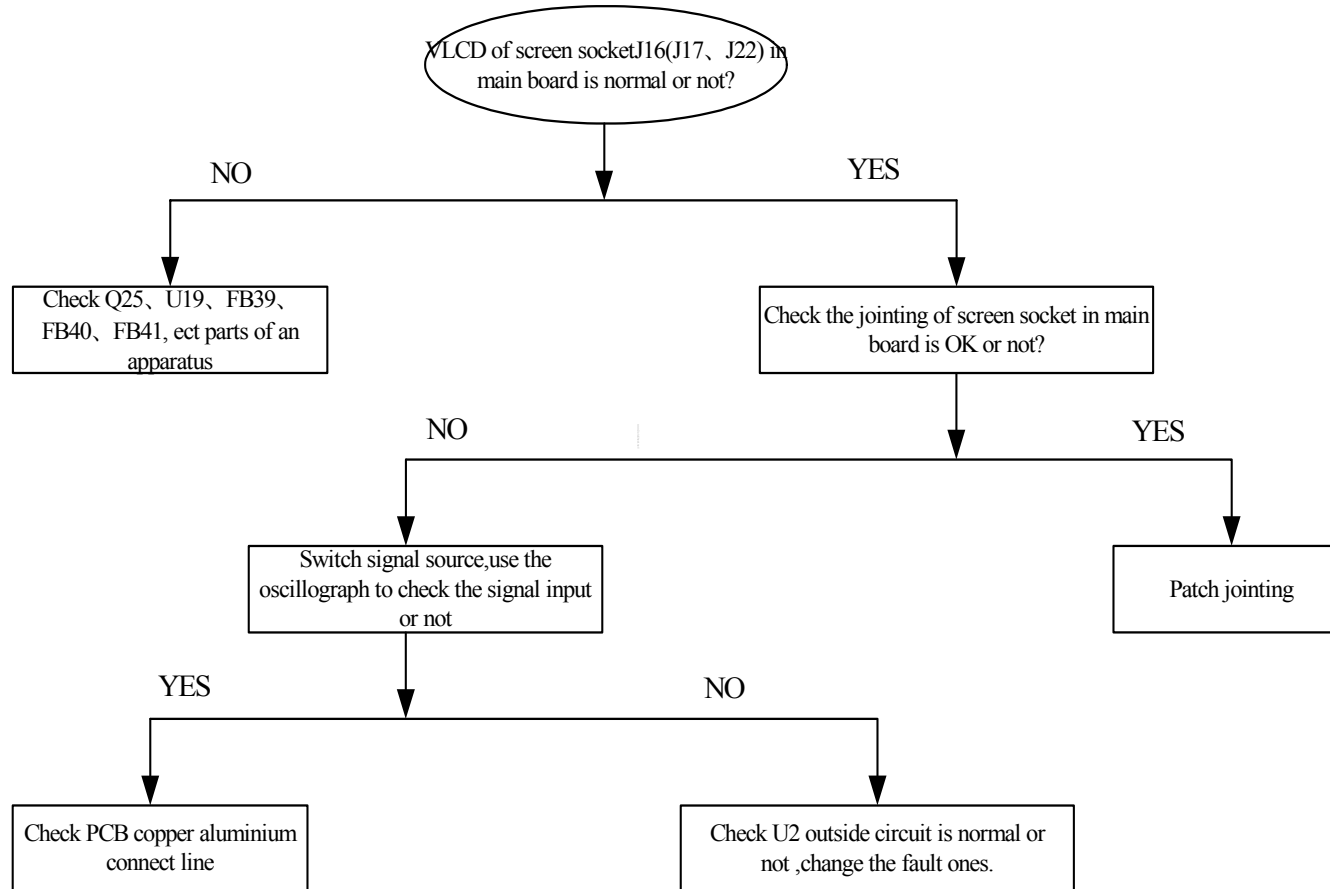 VLCD of screen socketJ16(J17、J22) in
main board is normal or not?
NO
YES
Check Q25、U19、FB39、
FB40、FB41, ect parts of an
apparatus
Check the jointing of screen socket in main
board is OK or not?
NO
YES
Switch signal source,use the
oscillograph to check the signal input
or not
Patch jointing
YES
NO
Check PCB copper aluminium
connect line
Check U2 outside circuit is normal or
not ,change the fault ones.